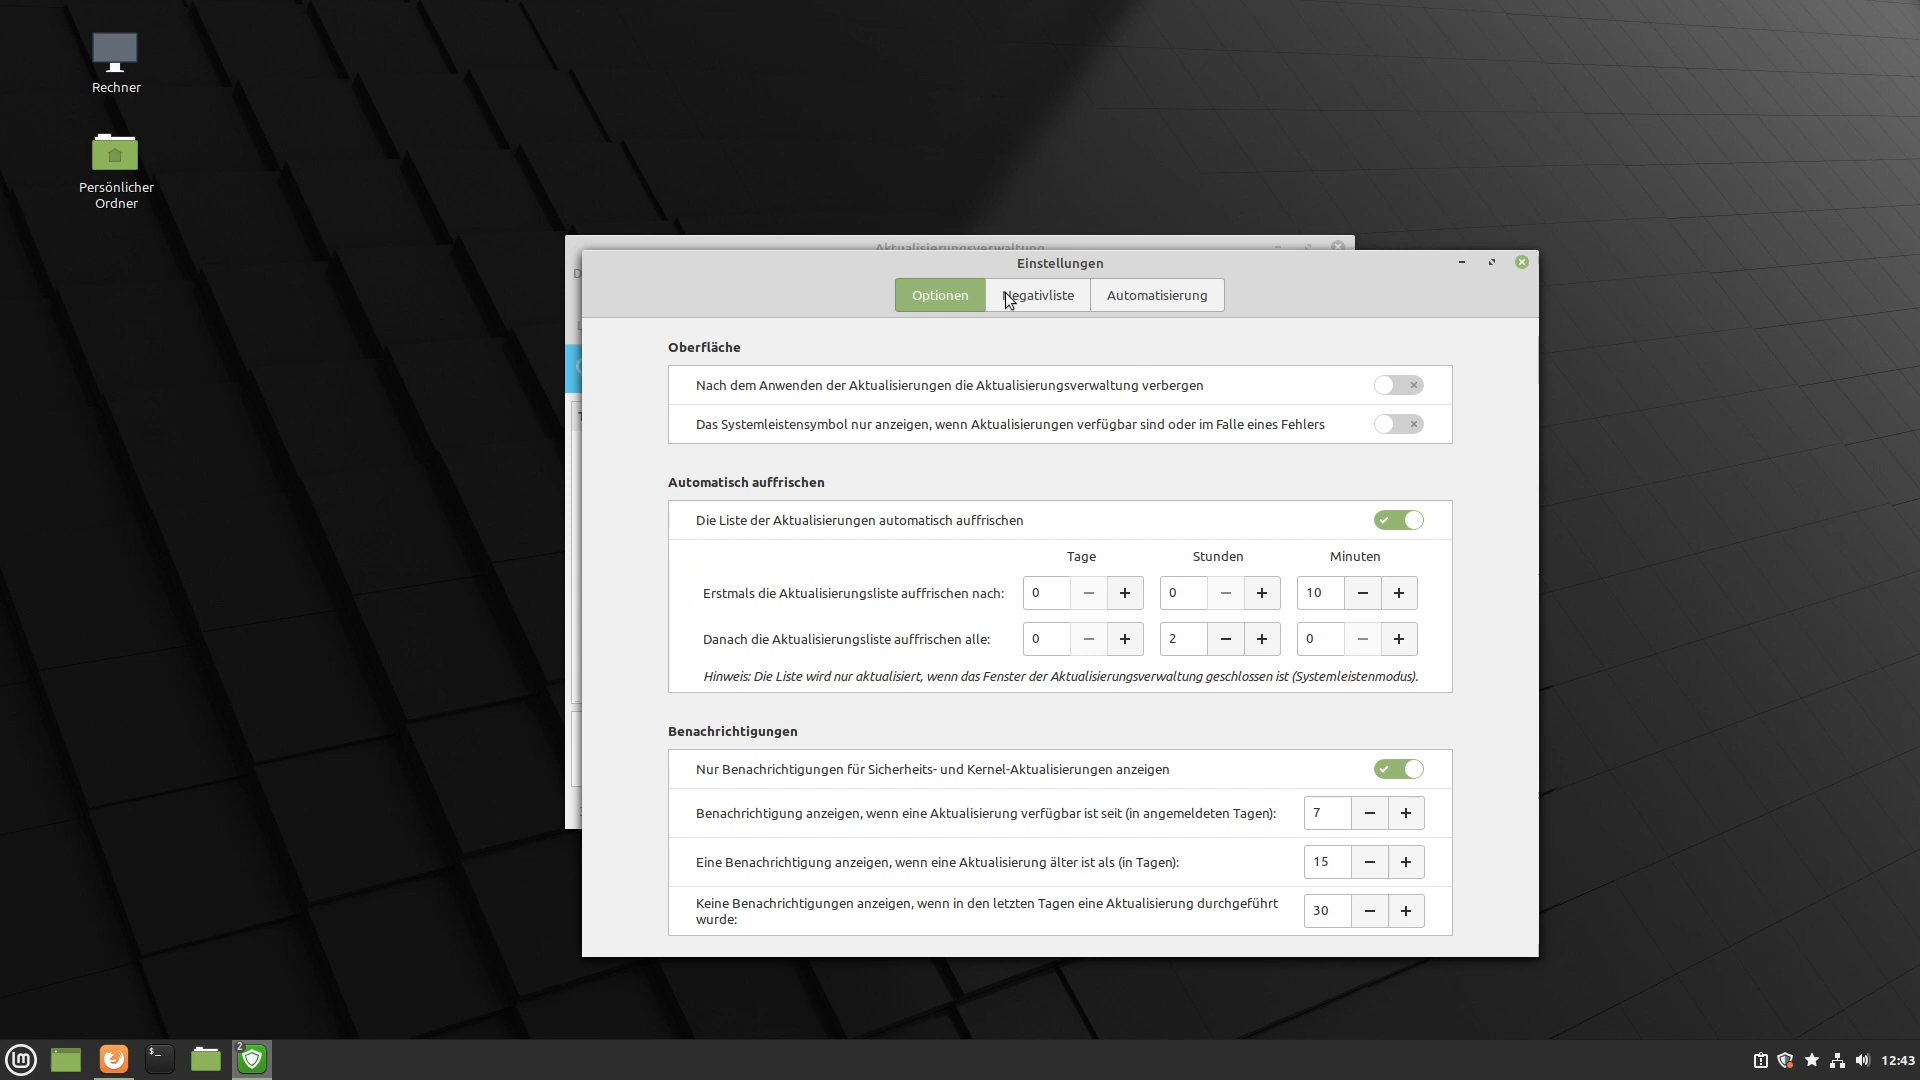 Rechner
Persönlicher
Ordner
Aktualisierungsverwaltung
Einstellungen
Optionen
Negativliste
Automatisierung
Oberfläche
Nach dem Anwenden der Aktualisierungen die Aktualisierungsverwaltung verbergen
Das Systemleistensymbol nur anzeigen, wenn Aktualisierungen verfügbar sind oder im Falle eines Fehlers
Automatisch auffrischen
Die Liste der Aktualisierungen automatisch auffrischen
Tage Stunden Minuten
Erstmals die Aktualisierungsliste auffrischen nach: 0 − + 0 − + 10 − +
Danach die Aktualisierungsliste auffrischen alle: 0 − + 2 − + 0 − +
Hinweis: Die Liste wird nur aktualisiert, wenn das Fenster der Aktualisierungsverwaltung geschlossen ist (Systemleistenmodus).
Benachrichtigungen
Nur Benachrichtigungen für Sicherheits- und Kernel-Aktualisierungen anzeigen
Benachrichtigung anzeigen, wenn eine Aktualisierung verfügbar ist seit (in angemeldeten Tagen): 7 − +
Eine Benachrichtigung anzeigen, wenn eine Aktualisierung älter ist als (in Tagen): 15 − +
Keine Benachrichtigungen anzeigen, wenn in den letzten Tagen eine Aktualisierung durchgeführt
wurde: 30 − +
$_
2
12:43